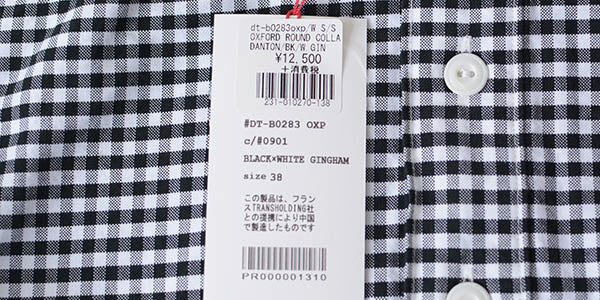 dt-b0283oxp/W S/S
OXFORD ROUND COLLA
DANTON/BK/W.GIN
¥12,500
+消費税
231-010270-138
#DT-B0283 OXP
c/#0901
BLACK×WHITE GINGHAM
size 38
この製品は、フラン
スTRANSHOLDING社
との提携により中国
で製造したものです
PR000001310